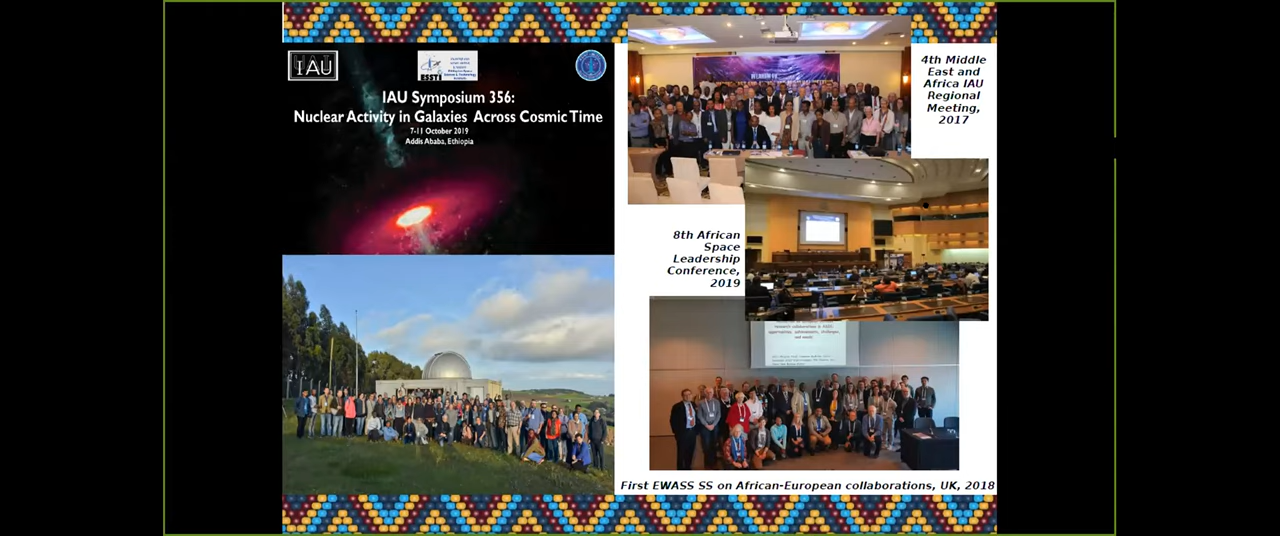 IAU
ESSTI
IAU Symposium 356:
Nuclear Activity in Galaxies Across Cosmic Time
7-11 October 2019
Addis Ababa, Ethiopia
4th Middle
East and
Africa IAU
Regional
Meeting,
2017
8th African
Space
Leadership
Conference,
2019
First EWASS SS on African-European collaborations, UK, 2018